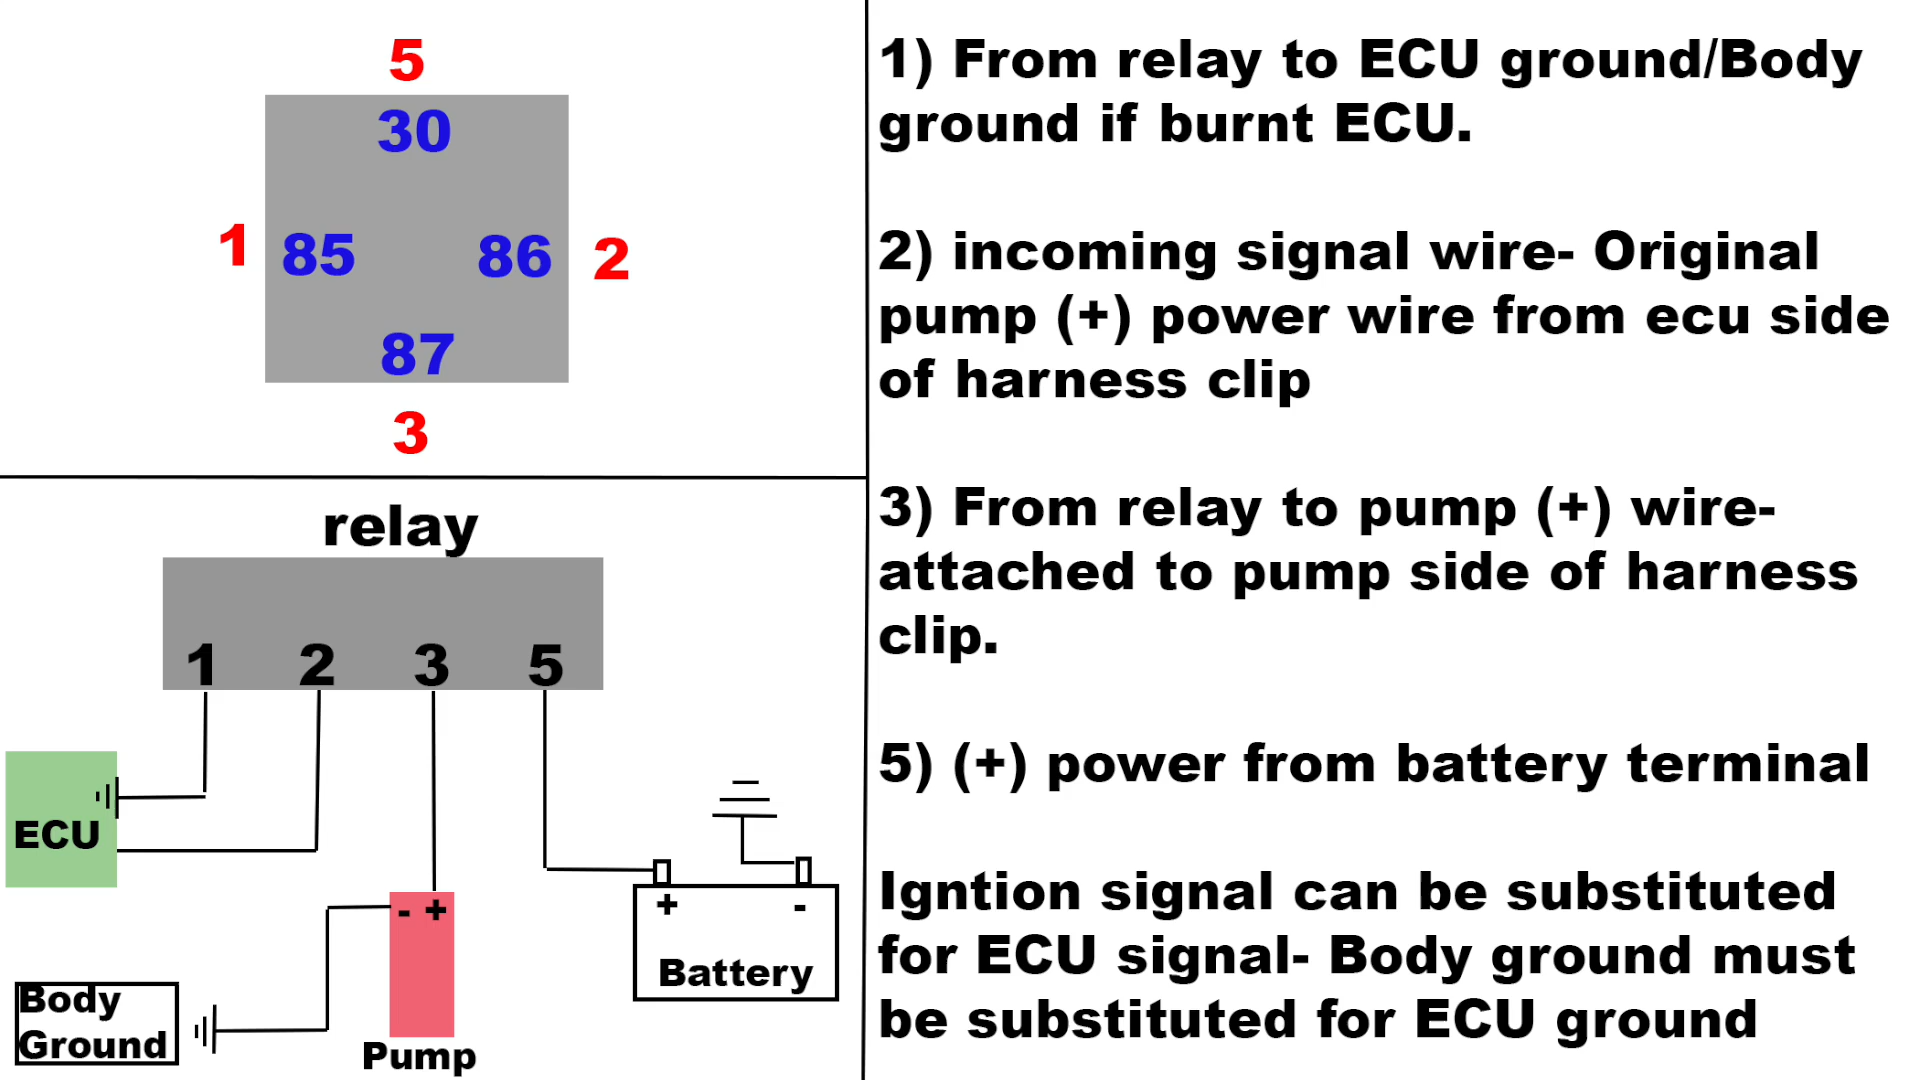 5
30
1
85
86
2
87
3
relay
1 2 3 5
ECU
- +
Pump
Body
Ground
+ -
Battery
1) From relay to ECU ground/Body
ground if burnt ECU.
2) incoming signal wire- Original
pump (+) power wire from ecu side
of harness clip
3) From relay to pump (+) wire-
attached to pump side of harness
clip.
5) (+) power from battery terminal
Igntion signal can be substituted
for ECU signal- Body ground must
be substituted for ECU ground